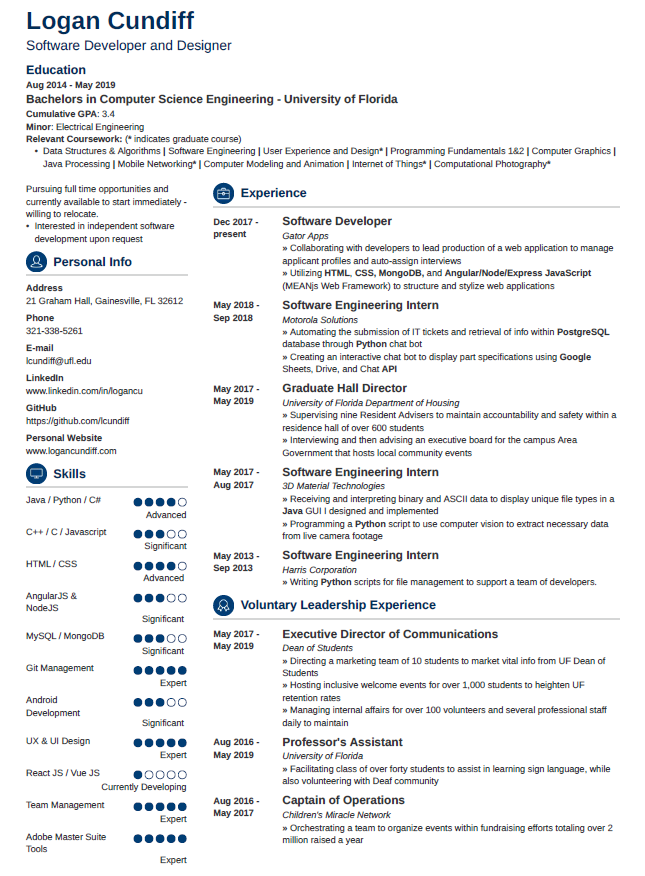 Logan Cundiff
Software Developer and Designer
Education
Aug 2014 - May 2019
Bachelors in Computer Science Engineering - University of Florida
Cumulative GPA: 3.4
Minor: Electrical Engineering
Relevant Coursework: (* indicates graduate course)
• Data Structures & Algorithms | Software Engineering | User Experience and Design* | Programming Fundamentals 1&2 | Computer Graphics |
Java Processing | Mobile Networking* | Computer Modeling and Animation | Internet of Things* | Computational Photography*
Pursuing full time opportunities and
currently available to start immediately -
willing to relocate.
• Interested in independent software
development upon request
Personal Info
Address
21 Graham Hall, Gainesville, FL 32612
Phone
321-338-5261
E-mail
lcundiff@ufl.edu
LinkedIn
www.linkedin.com/in/logancu
GitHub
https://github.com/lcundiff
Personal Website
www.logancundiff.com
Skills
Java / Python / C#
Advanced
C++ / C / Javascript
Significant
HTML / CSS
Advanced
AngularJS &
NodeJS
Significant
MySQL / MongoDB
Significant
Git Management
Expert
Android
Development
Significant
UX & UI Design
Expert
React JS / Vue JS
Currently Developing
Team Management
Expert
Adobe Master Suite
Tools
Expert
Experience
Dec 2017 -
present
Software Developer
Gator Apps
» Collaborating with developers to lead production of a web application to manage
applicant profiles and auto-assign interviews
» Utilizing HTML, CSS, MongoDB, and Angular/Node/Express JavaScript
(MEANjs Web Framework) to structure and stylize web applications
May 2018 -
Sep 2018
Software Engineering Intern
Motorola Solutions
» Automating the submission of IT tickets and retrieval of info within PostgreSQL
database through Python chat bot
» Creating an interactive chat bot to display part specifications using Google
Sheets, Drive, and Chat API
May 2017 -
May 2019
Graduate Hall Director
University of Florida Department of Housing
» Supervising nine Resident Advisers to maintain accountability and safety within a
residence hall of over 600 students
» Interviewing and then advising an executive board for the campus Area
Government that hosts local community events
May 2017 -
Aug 2017
Software Engineering Intern
3D Material Technologies
» Receiving and interpreting binary and ASCII data to display unique file types in a
Java GUI I designed and implemented
» Programming a Python script to use computer vision to extract necessary data
from live camera footage
May 2013 -
Sep 2013
Software Engineering Intern
Harris Corporation
» Writing Python scripts for file management to support a team of developers.
Voluntary Leadership Experience
May 2017 -
May 2019
Executive Director of Communications
Dean of Students
» Directing a marketing team of 10 students to market vital info from UF Dean of
Students
» Hosting inclusive welcome events for over 1,000 students to heighten UF
retention rates
» Managing internal affairs for over 100 volunteers and several professional staff
daily to maintain
Aug 2016 -
May 2019
Professor's Assistant
University of Florida
» Facilitating class of over forty students to assist in learning sign language, while
also volunteering with Deaf community
Aug 2016 -
May 2017
Captain of Operations
Children's Miracle Network
» Orchestrating a team to organize events within fundraising efforts totaling over 2
million raised a year